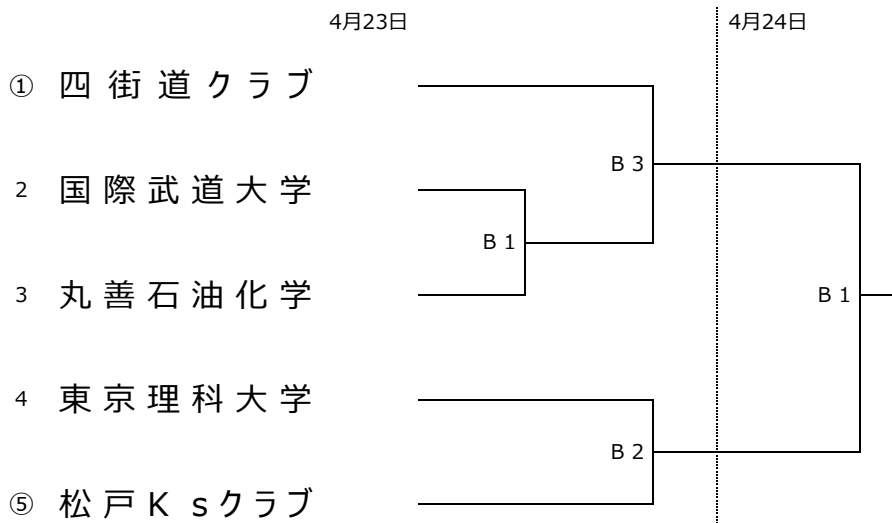 4月23日 4月24日
① 四街道クラブ
B 3
2 国際武道大学
B 1
3 丸善石油化学
B 1
4 東京理科大学
B 2
⑤ 松戸Ｋｓクラブ